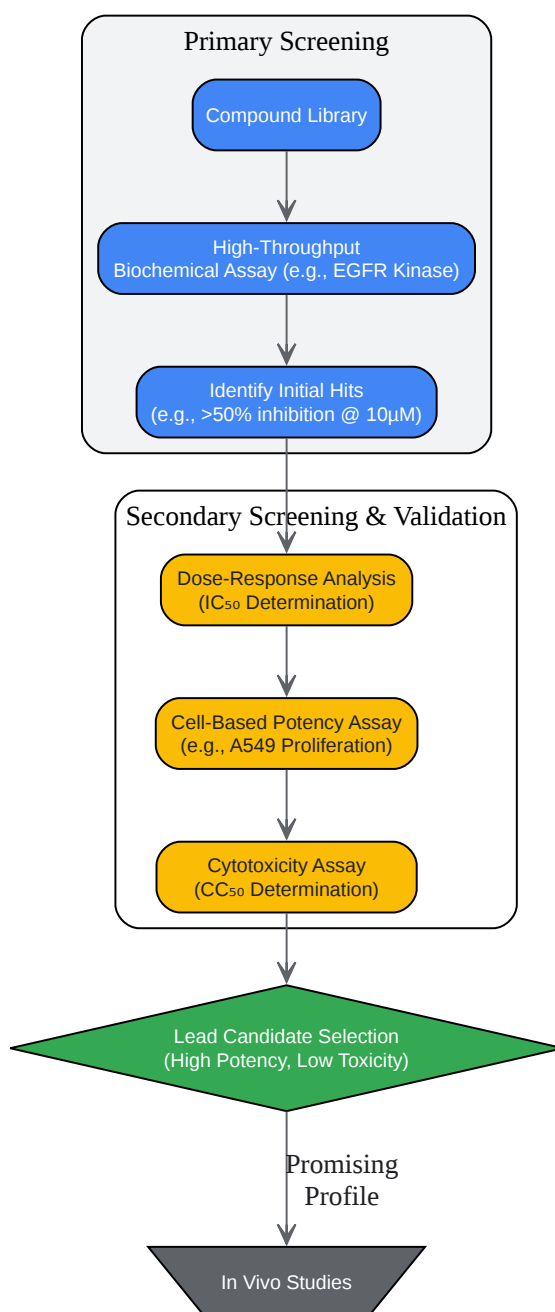 Primary Screening
Compound Library
High-Throughput
Biochemical Assay (e.g., EGFR Kinase)
Identify Initial Hits
(e.g., >50% inhibition @ 10µM)
Secondary Screening & Validation
Dose-Response Analysis
(IC₅₀ Determination)
Cell-Based Potency Assay
(e.g., A549 Proliferation)
Cytotoxicity Assay
(CC₅₀ Determination)
Lead Candidate Selection
(High Potency, Low Toxicity)
Promising
Profile
In Vivo Studies